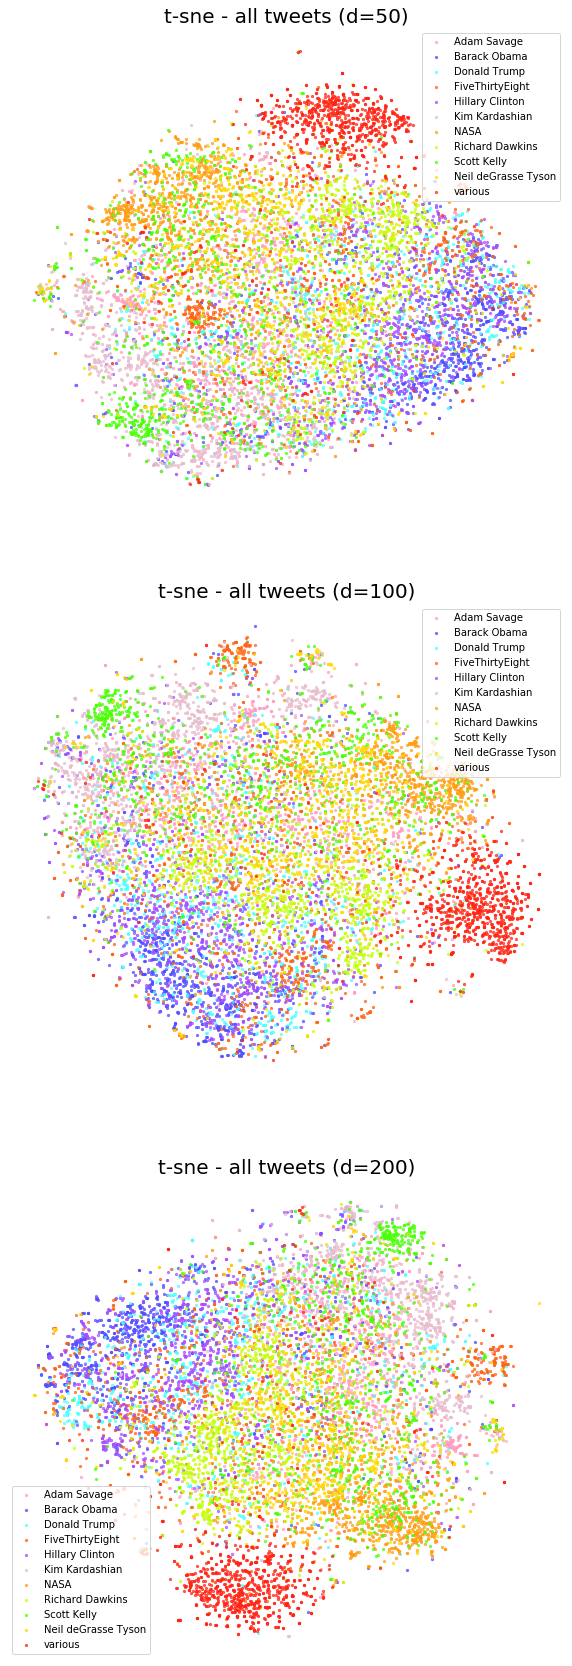 t-sne - all tweets (d=50)
Adam Savage
Barack Obama
Donald Trump
FiveThirtyEight
Hillary Clinton
Kim Kardashian
NASA
Richard Dawkins
Scott Kelly
Neil deGrasse Tyson
various
t-sne - all tweets (d=100)
Adam Savage
Barack Obama
Donald Trump
FiveThirtyEight
Hillary Clinton
Kim Kardashian
NASA
Richard Dawkins
Scott Kelly
Neil deGrasse Tyson
various
t-sne - all tweets (d=200)
Adam Savage
Barack Obama
Donald Trump
FiveThirtyEight
Hillary Clinton
Kim Kardashian
NASA
Richard Dawkins
Scott Kelly
Neil deGrasse Tyson
various